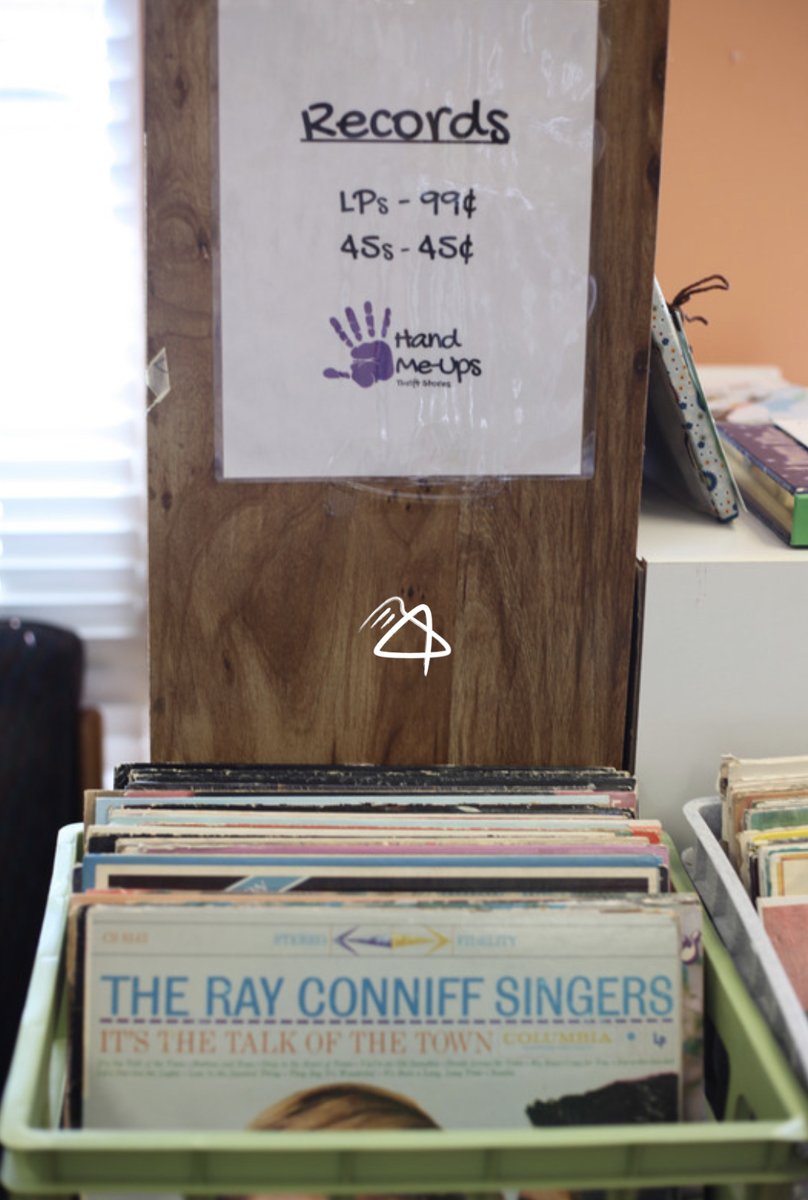 Records
LPs - 99¢
45s - 45¢
Hand
Me-Ups
Thrift Stores
STEREO FIDELITY
THE RAY CONNIFF SINGERS
IT'S THE TALK OF THE TOWN COLUMBIA LP